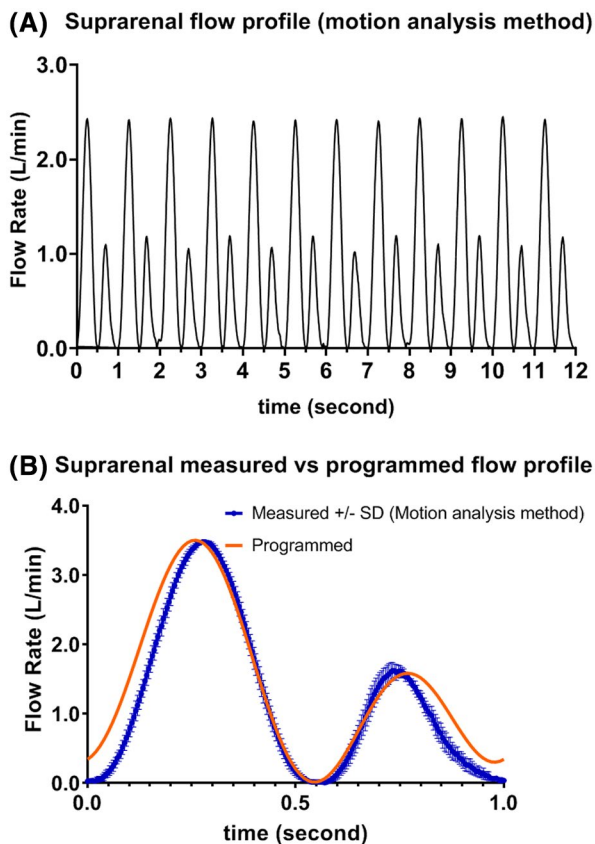 (A) Suprarenal flow profile (motion analysis method)
3.0
2.0
1.0
0.0
Flow Rate (L/min)
0 1 2 3 4 5 6 7 8 9 10 11 12
time (second)
(B) Suprarenal measured vs programmed flow profile
4.0
3.0
2.0
1.0
0.0
Flow Rate (L/min)
Measured +/- SD (Motion analysis method)
Programmed
0.0 0.5 1.0
time (second)